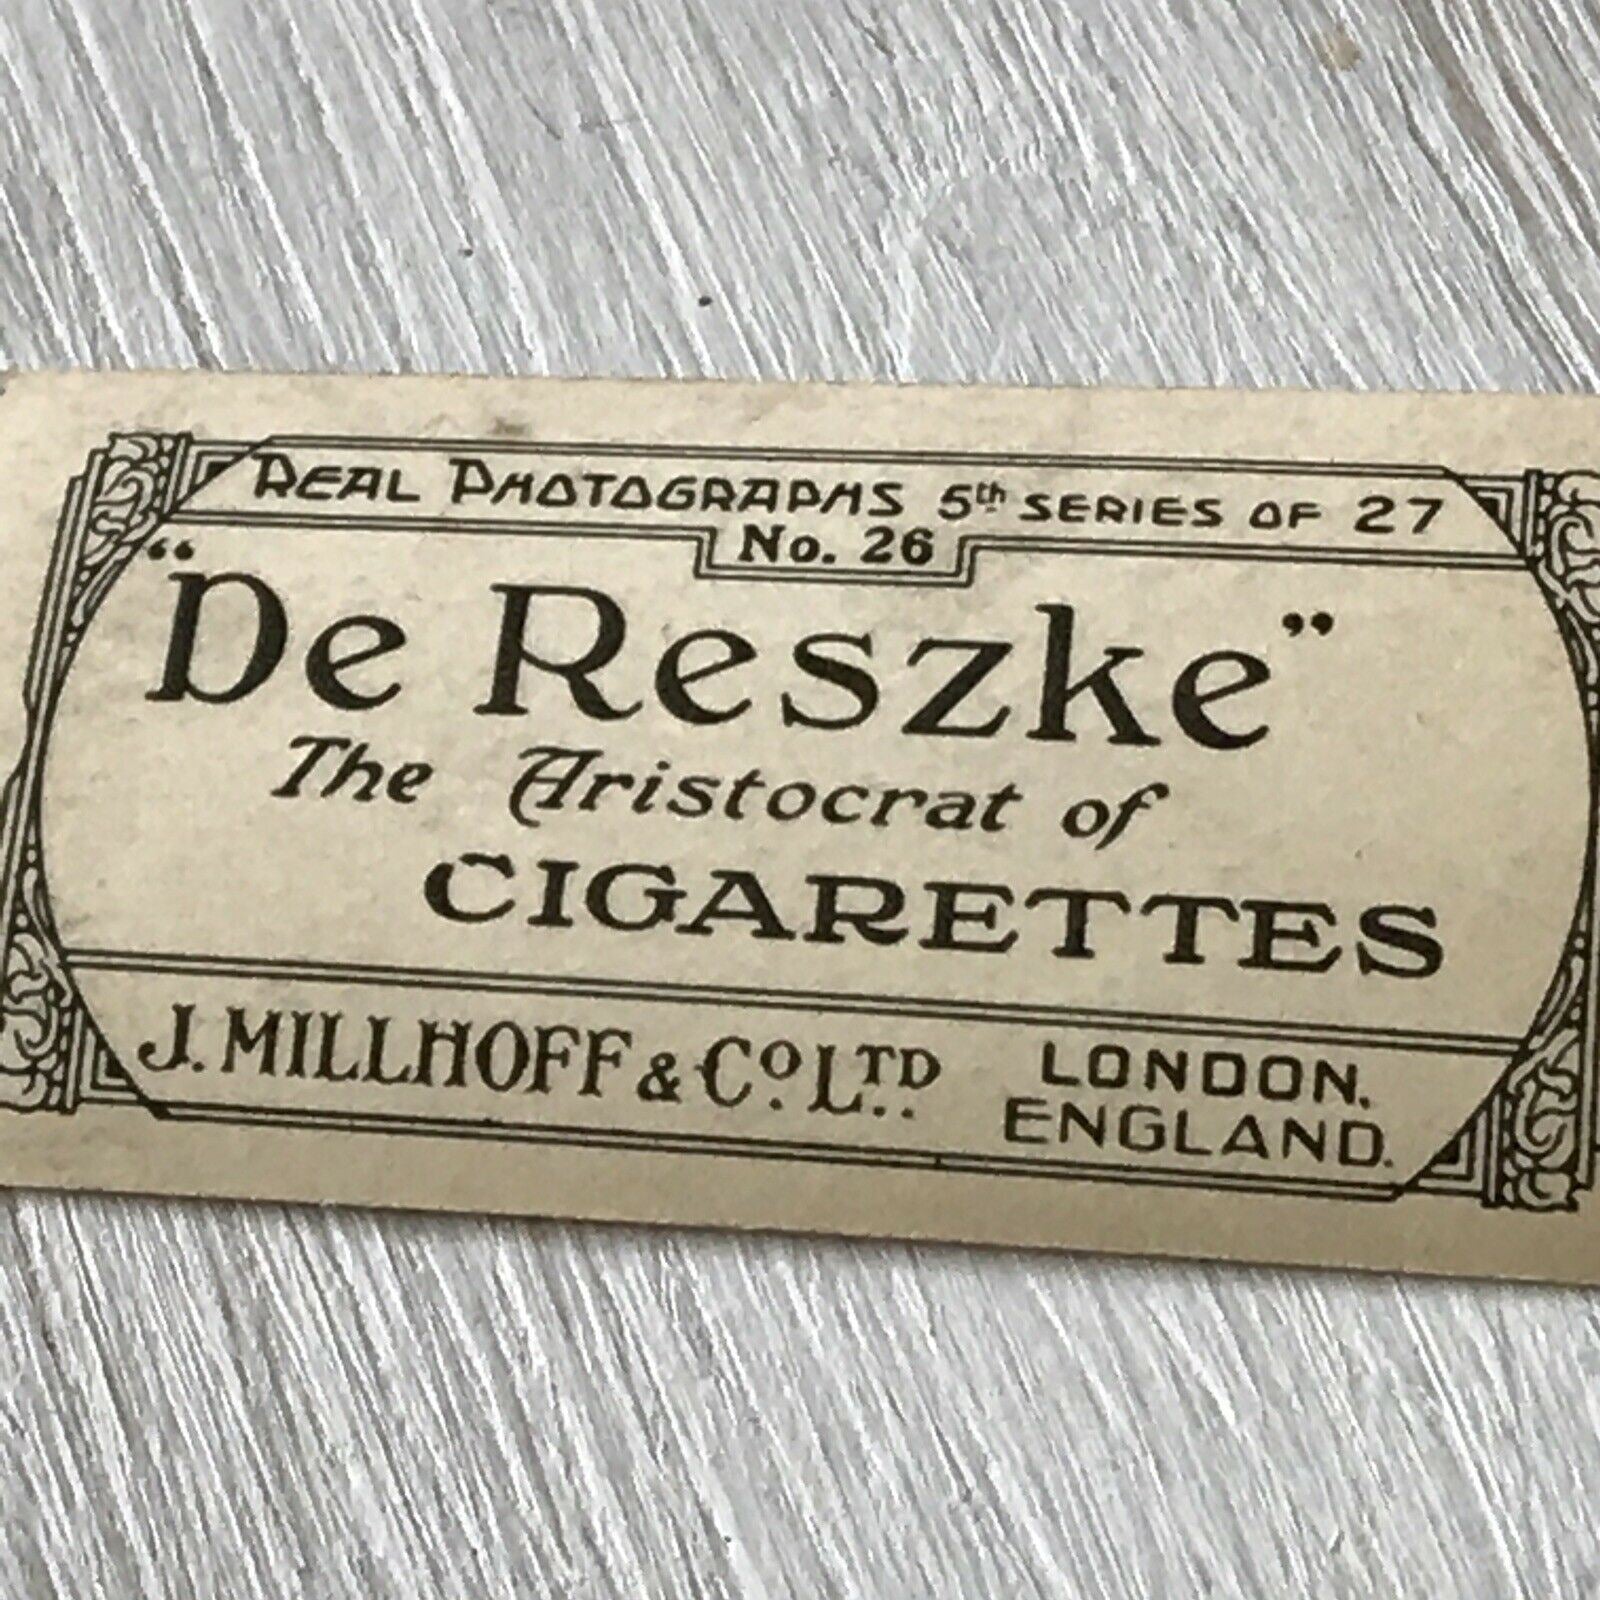 REAL PHOTOGRAPHS 5th SERIES OF 27
No. 26
"De Reszke"
The Aristocrat of
CIGARETTES
J. MILLHOFF & Co. LTD. LONDON.
ENGLAND.